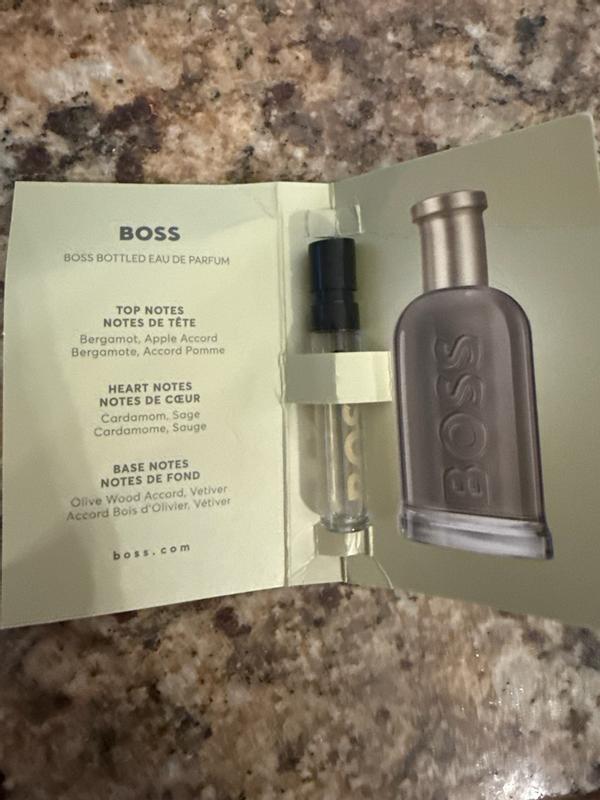 BOSS
BOSS BOTTLED EAU DE PARFUM
TOP NOTES
NOTES DE TÊTE
Bergamot, Apple Accord
Bergamote, Accord Pomme
HEART NOTES
NOTES DE CŒUR
Cardamom, Sage
Cardamome, Sauge
BASE NOTES
NOTES DE FOND
Olive Wood Accord, Vetiver
Accord Bois d'Olivier, Vétiver
boss.com
BOS
BOSS